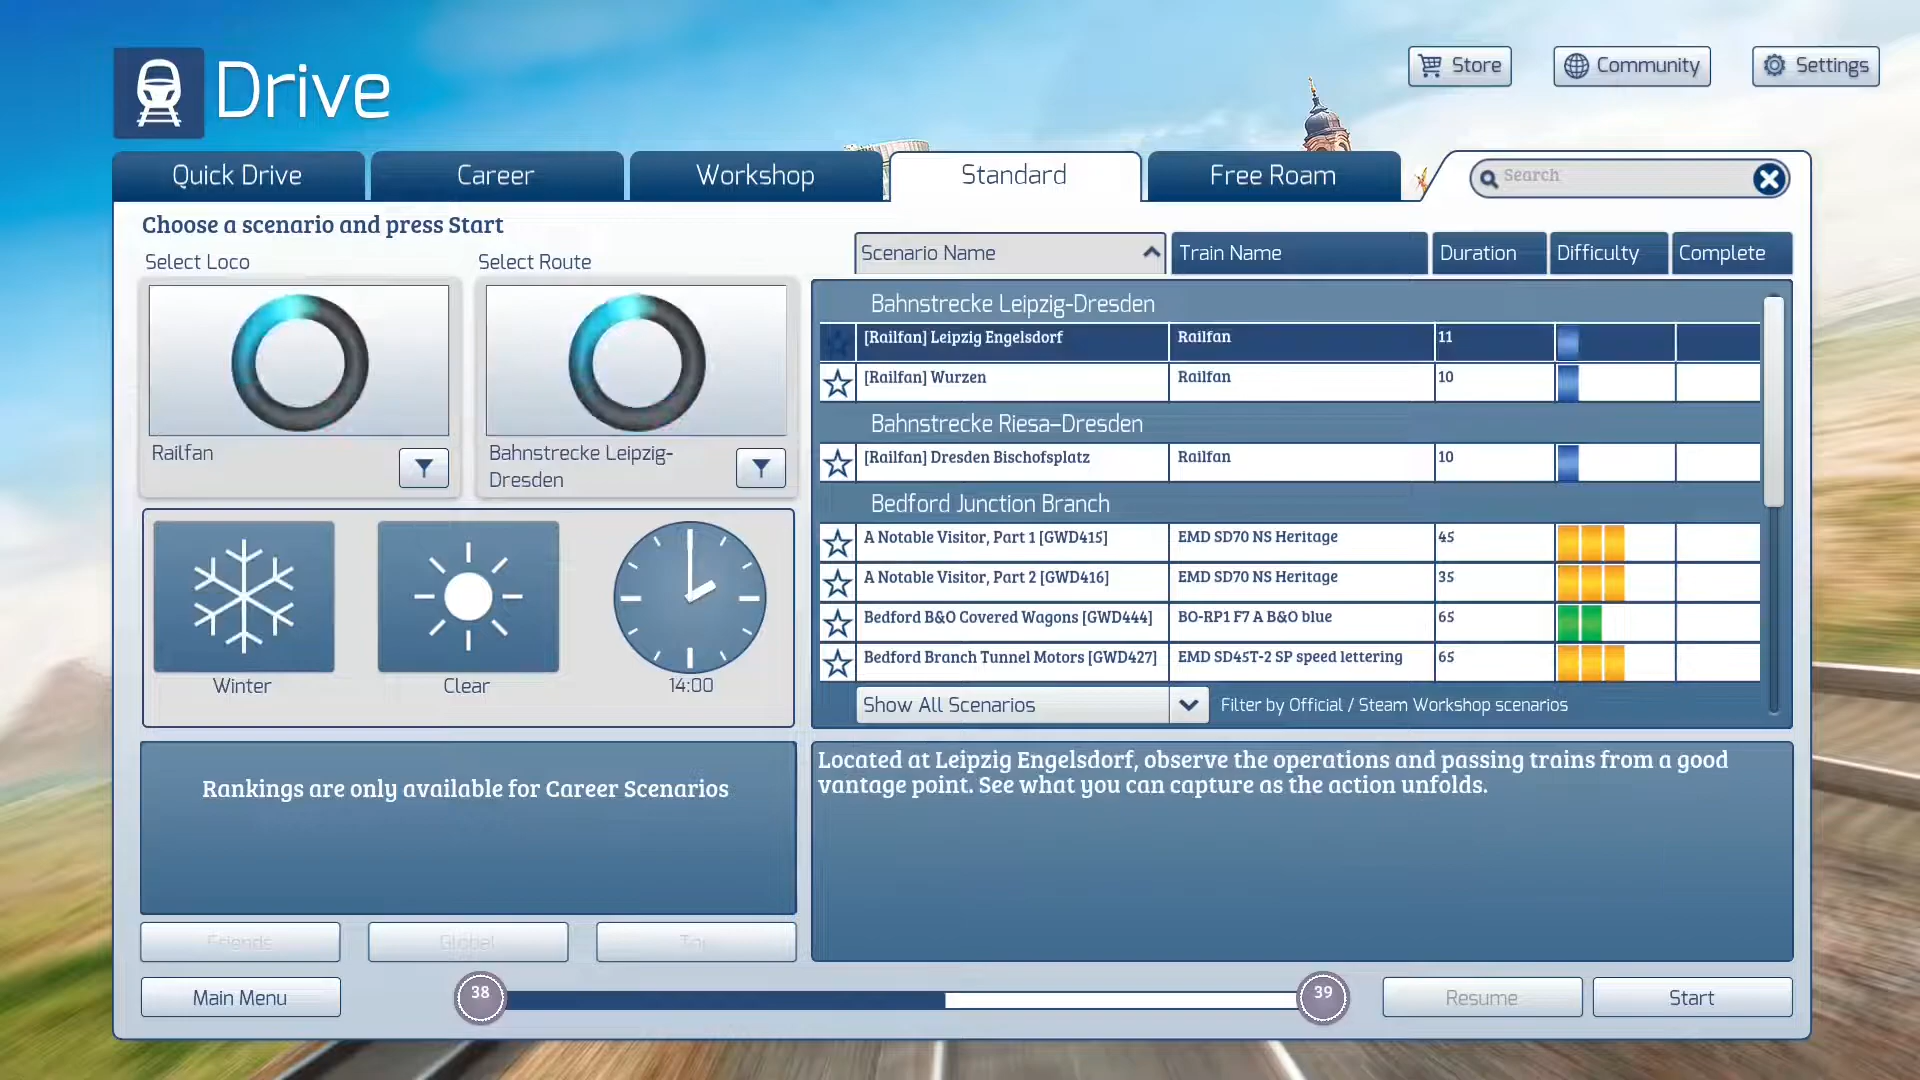 Drive
Store
Community
Settings
Quick Drive
Career
Workshop
Standard
Free Roam
Search
Choose a scenario and press Start
Select Loco
Select Route
Scenario Name
Train Name
Duration
Difficulty
Complete
Railfan
Bahnstrecke Leipzig-
Dresden
Bahnstrecke Leipzig-Dresden
[Railfan] Leipzig Engelsdorf Railfan 11
[Railfan] Wurzen Railfan 10
Bahnstrecke Riesa–Dresden
[Railfan] Dresden Bischofsplatz Railfan 10
Bedford Junction Branch
A Notable Visitor, Part 1 [GWD415] EMD SD70 NS Heritage 45
A Notable Visitor, Part 2 [GWD416] EMD SD70 NS Heritage 35
Bedford B&O Covered Wagons [GWD444] BO-RP1 F7 A B&O blue 65
Bedford Branch Tunnel Motors [GWD427] EMD SD45T-2 SP speed lettering 65
Show All Scenarios
Filter by Official / Steam Workshop scenarios
Winter
Clear
14:00
Rankings are only available for Career Scenarios
Located at Leipzig Engelsdorf, observe the operations and passing trains from a good
vantage point. See what you can capture as the action unfolds.
Friends
Global
Main Menu
38
39
Resume
Start